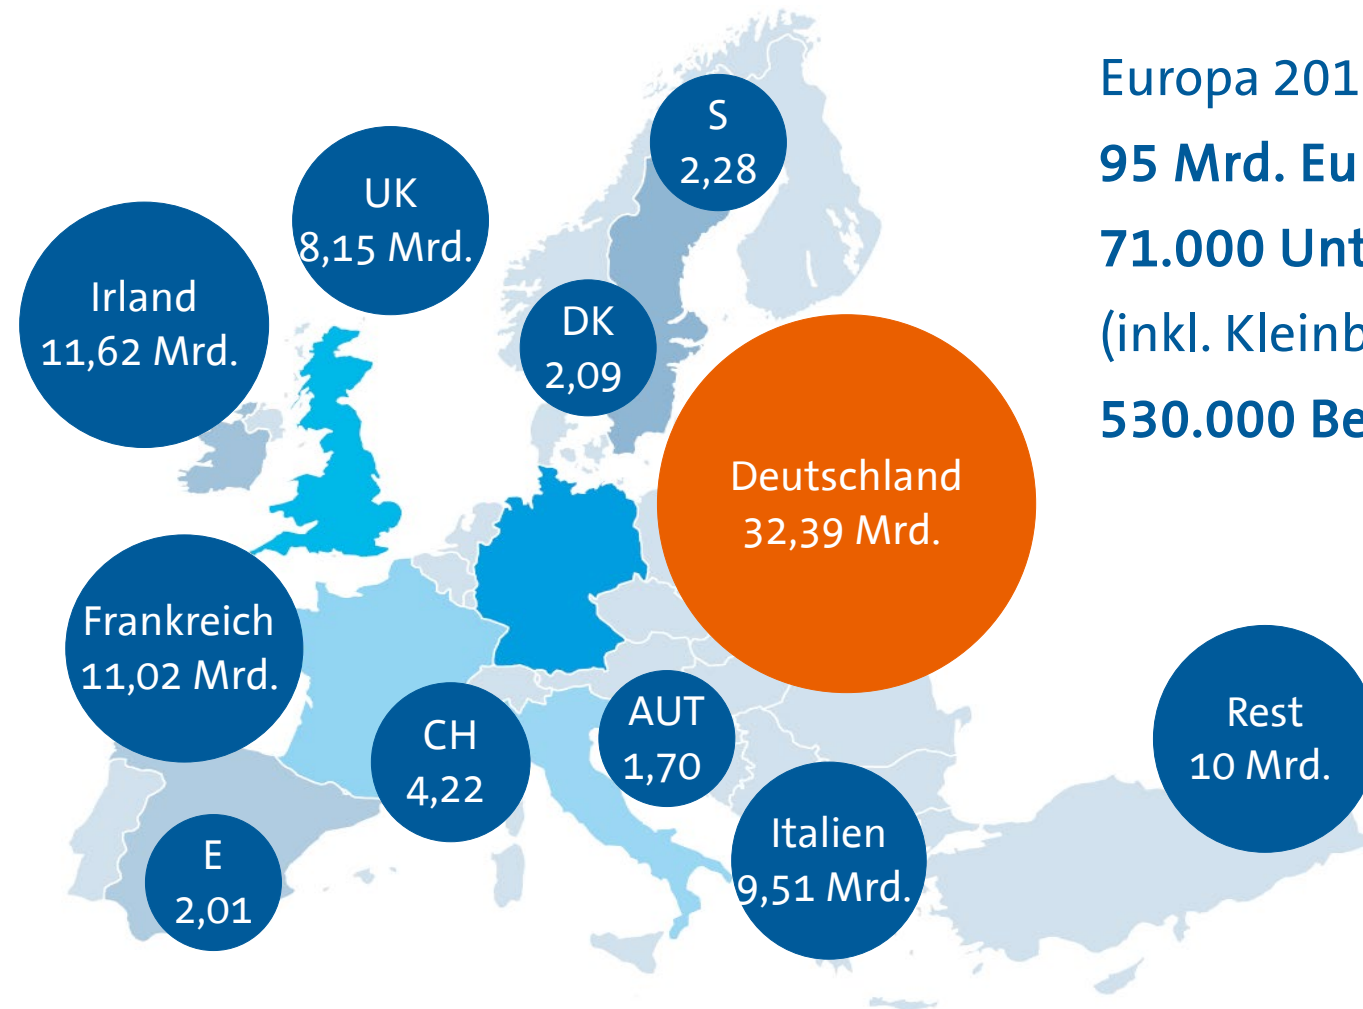 Europa 201
95 Mrd. Eu
71.000 Unt
(inkl. Kleinb
530.000 Be
S
2,28
UK
8,15 Mrd.
Irland
11,62 Mrd.
DK
2,09
Deutschland
32,39 Mrd.
Frankreich
11,02 Mrd.
CH
4,22
AUT
1,70
Rest
10 Mrd.
Italien
9,51 Mrd.
E
2,01